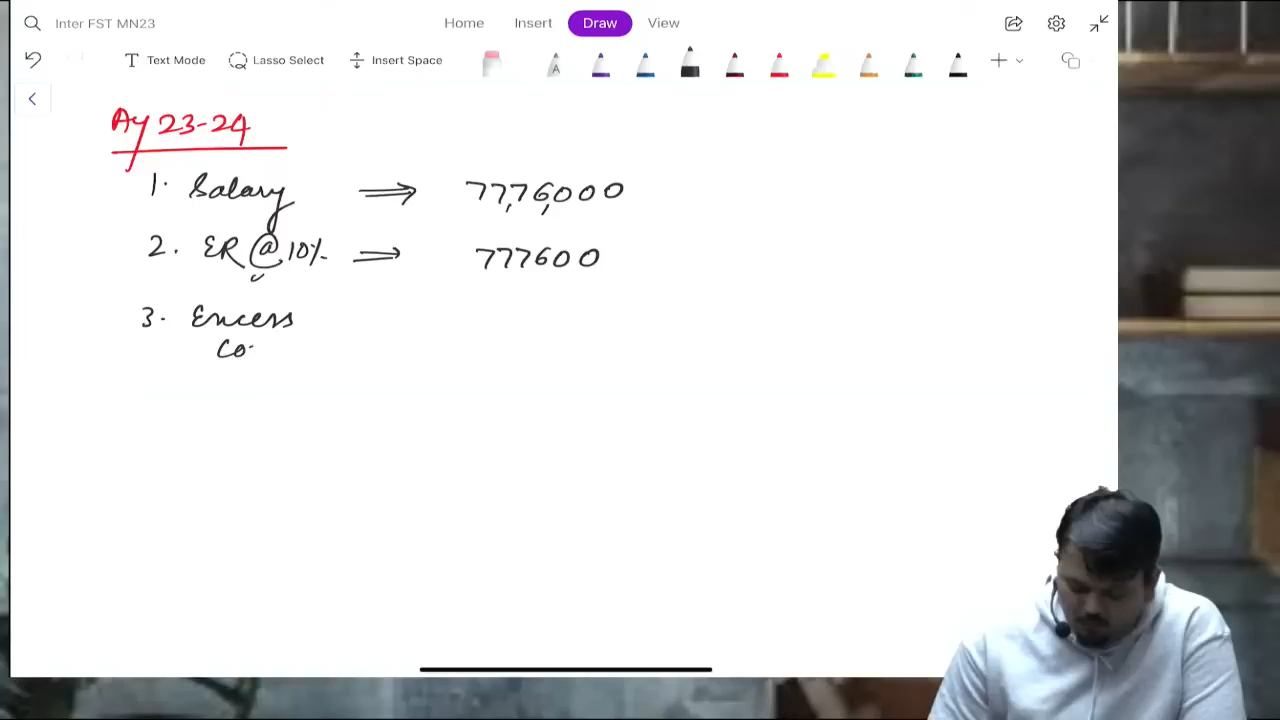 Inter FST MN23
Home Insert Draw View
Text Mode Lasso Select Insert Space
A
Ay 23-24
1. Salary ⇒ 77,76,000
2. ER @ 10% ⇒ 777600
3. Excess
Co.